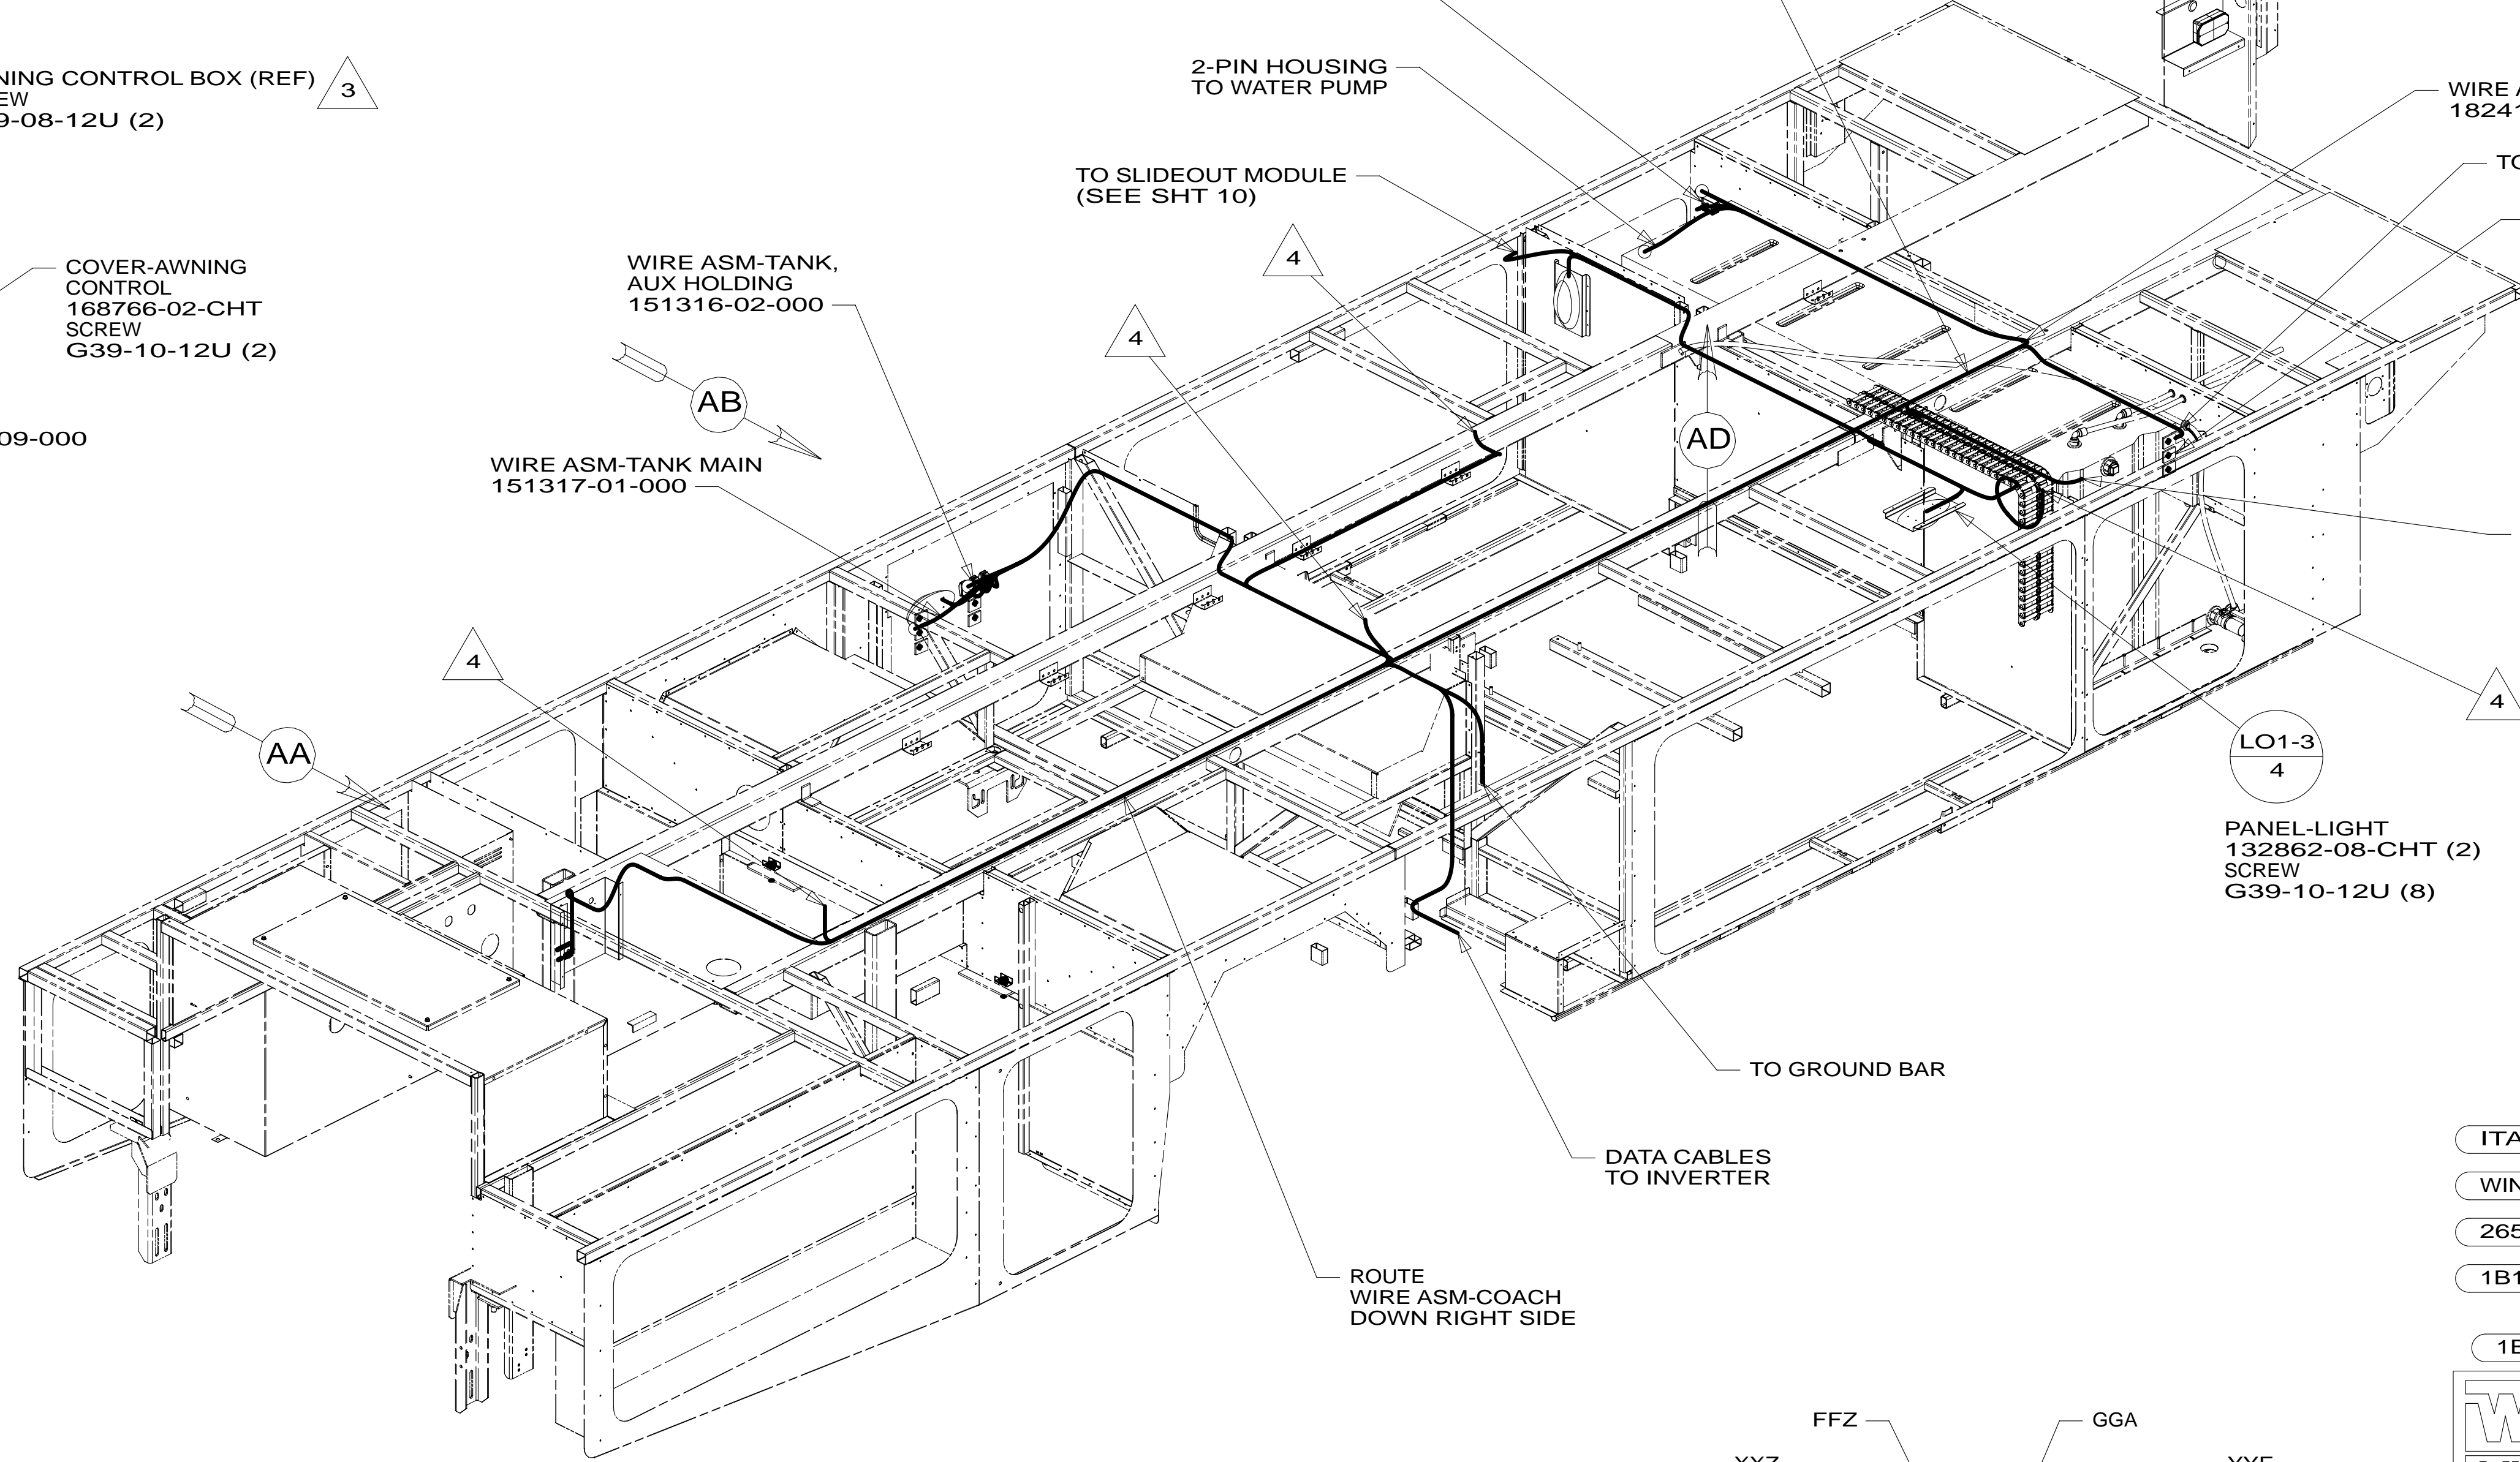 NING CONTROL BOX (REF)
EW
9-08-12U (2)
3
COVER-AWNING
CONTROL
168766-02-CHT
SCREW
G39-10-12U (2)
09-000
WIRE ASM-TANK,
AUX HOLDING
151316-02-000
AB
WIRE ASM-TANK MAIN
151317-01-000
AA
4
2-PIN HOUSING
TO WATER PUMP
TO SLIDEOUT MODULE
(SEE SHT 10)
4
4
AD
WIRE A
18241
TO
4
LO1-3
4
PANEL-LIGHT
132862-08-CHT (2)
SCREW
G39-10-12U (8)
TO GROUND BAR
DATA CABLES
TO INVERTER
ROUTE
WIRE ASM-COACH
DOWN RIGHT SIDE
ITA
WIN
265
1B1
1E
FFZ
GGA
W